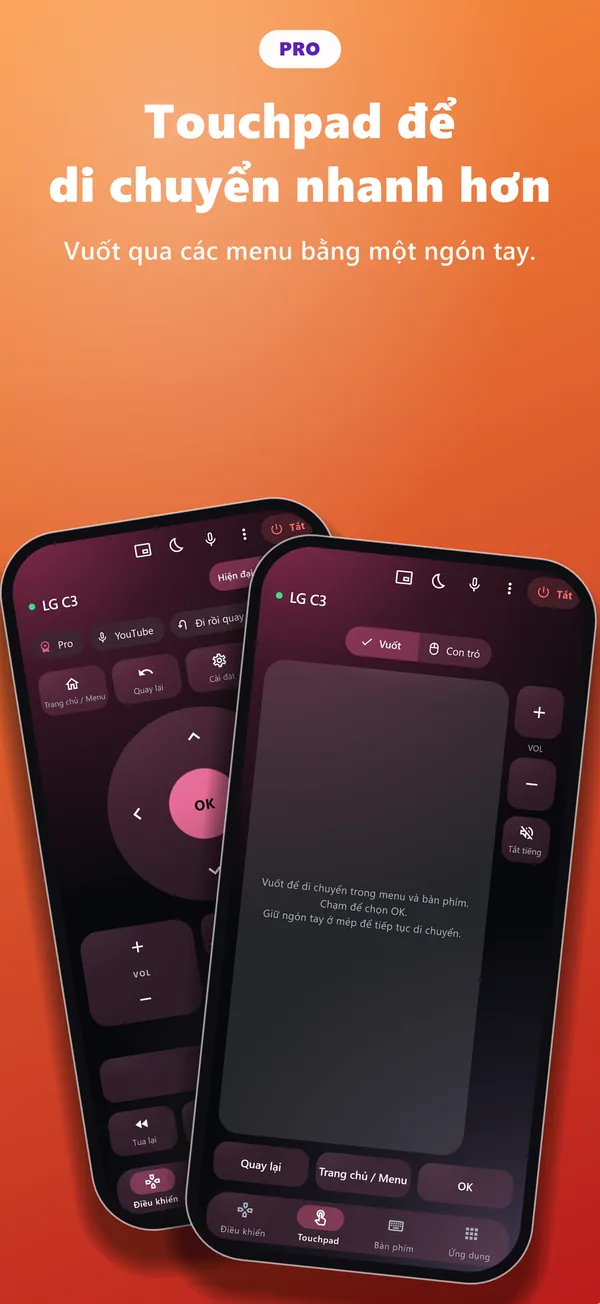 PRO
Touchpad để
di chuyển nhanh hơn
Vuốt qua các menu bằng một ngón tay.
Tắt
LG C3
Hiện đại
Pro
YouTube
Đi rồi quay
Trang chủ / Menu
Quay lại
Cài đặt
OK
+
VOL
−
Tua lại
Điều khiển
Tắt
LG C3
Vuốt
Con trỏ
+
VOL
−
Tắt tiếng
Vuốt để di chuyển trong menu và bàn phím.
Chạm để chọn OK.
Giữ ngón tay ở mép để tiếp tục di chuyển.
Quay lại
Trang chủ / Menu
OK
Điều khiển
Touchpad
Bàn phím
Ứng dụng